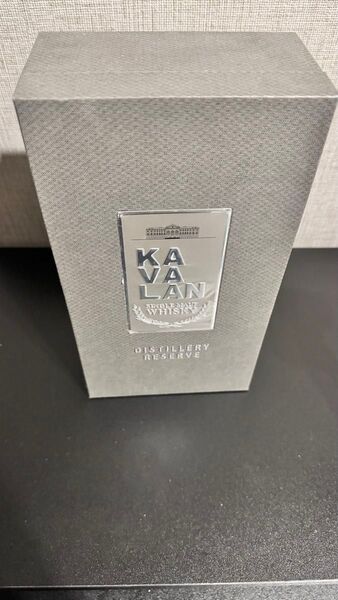 KA
VA
LAN
SINGLE MALT
WHISKY
DISTILLERY
RESERVE